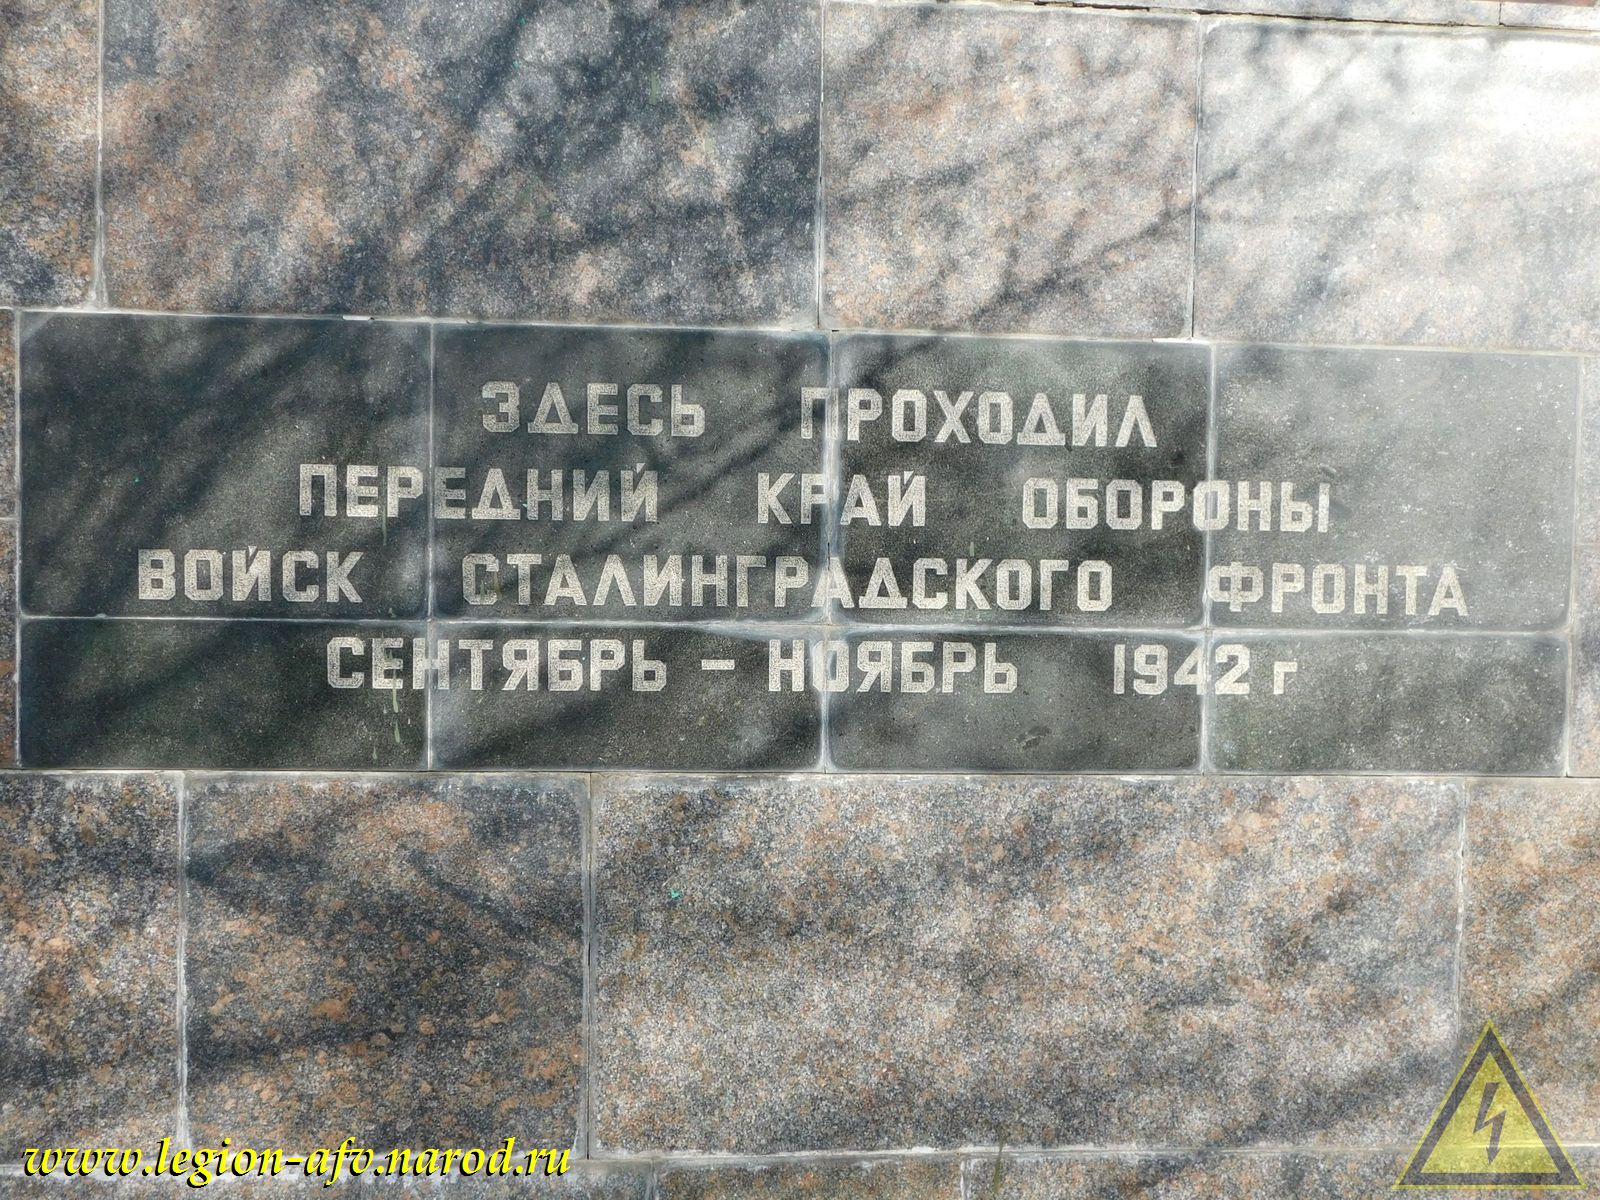 ЗДЕСЬ ПРОХОДИЛ
ПЕРЕДНИЙ КРАЙ ОБОРОНЫ
ВОЙСК СТАЛИНГРАДСКОГО ФРОНТА
СЕНТЯБРЬ - НОЯБРЬ 1942 г
www.legion-afv.narod.ru